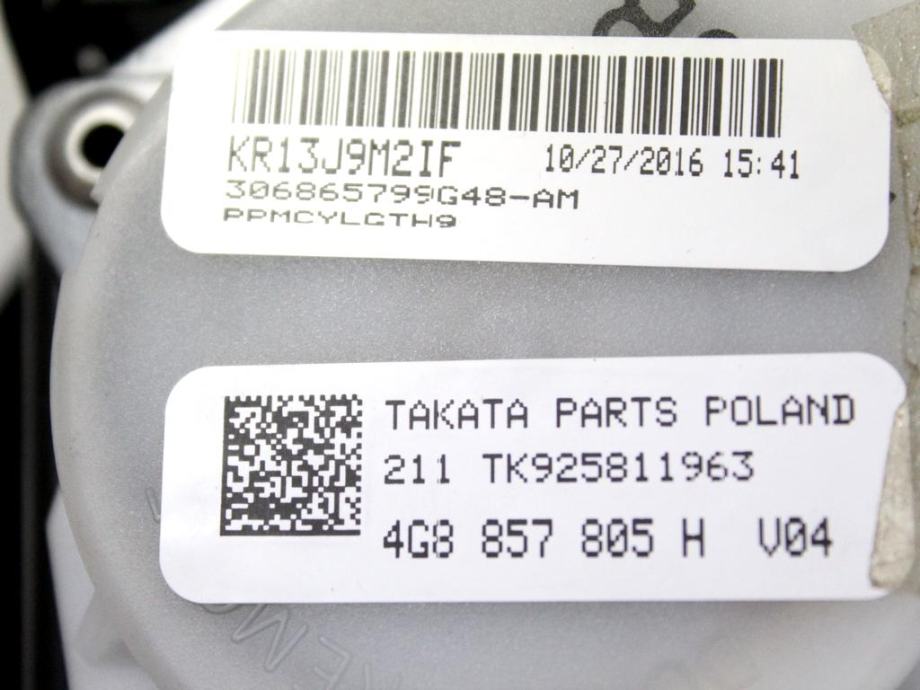 KR13J9M2IF 10/27/2016 15:41
306865799G48-AM
PPMCYLGTH9
TAKATA PARTS POLAND
211 TK925811963
4G8 857 805 H V04